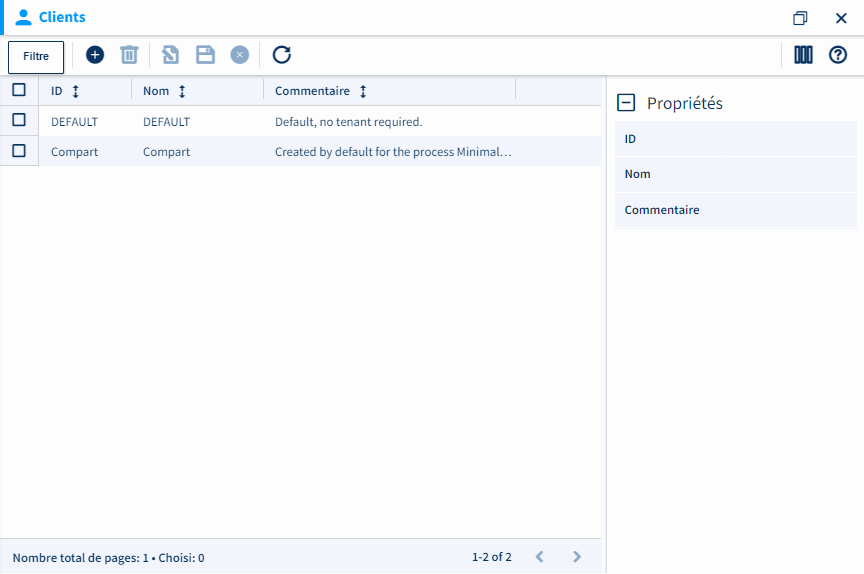 Clients
Filtre
ID Nom Commentaire
DEFAULT DEFAULT Default, no tenant required.
Compart Compart Created by default for the process Minimal…
Propriétés
ID
Nom
Commentaire
Nombre total de pages: 1 • Choisi: 0 1-2 of 2